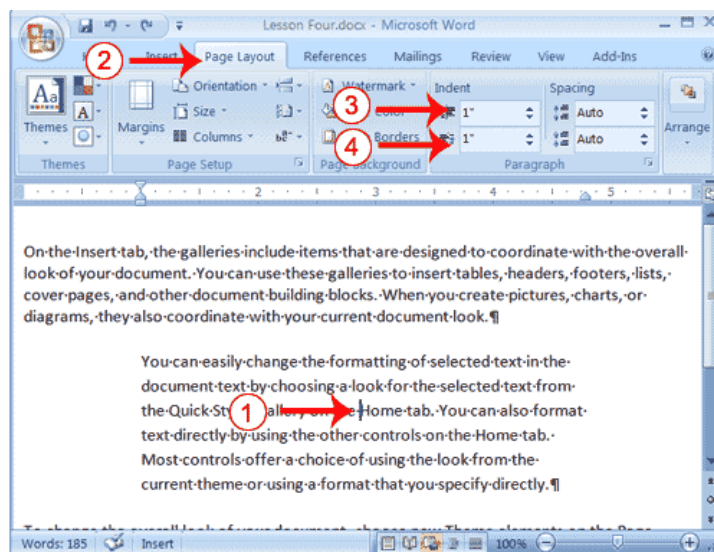 Lesson Four.docx - Microsoft Word
2
Insert Page Layout References Mailings Review View Add-Ins
Aa Orientation Watermark Indent Spacing
A Size 3 Color 1" Auto
Themes Margins Columns 4 Borders 1" Auto Arrange
Themes Page Setup Page Background Paragraph
1 2 3 4 5
On·the·Insert·tab,·the·galleries·include·items·that·are·designed·to·coordinate·with·the·overall·
look·of·your·document.·You·can·use·these·galleries·to·insert·tables,·headers,·footers,·lists,·
cover·pages,·and·other·document·building·blocks.·When·you·create·pictures,·charts,·or·
diagrams,·they·also·coordinate·with·your·current·document·look.¶
You·can·easily·change·the·formatting·of·selected·text·in·the·
document·text·by·choosing·a·look·for·the·selected·text·from·
the·Quick· 1 Home·tab.·You·can·also·format·
text·directly·by·using·the·other·controls·on·the·Home·tab.·
Most·controls·offer·a·choice·of·using·the·look·from·the·
current·theme·or·using·a·format·that·you·specify·directly.¶
Words: 185 Insert 100%